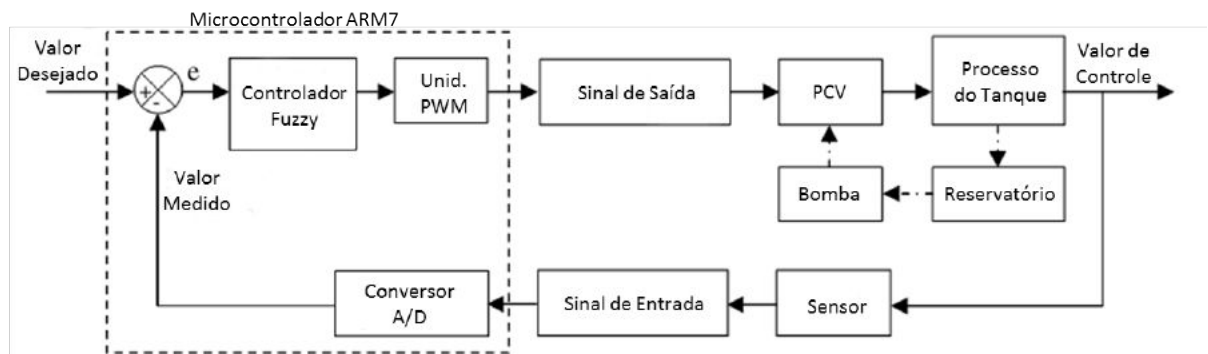 Microcontrolador ARM7
Valor
Desejado
+
-
e
Controlador
Fuzzy
Unid.
PWM
Sinal de Saída
PCV
Processo
do Tanque
Valor de
Controle
Valor
Medido
Bomba
Reservatório
Conversor
A/D
Sinal de Entrada
Sensor